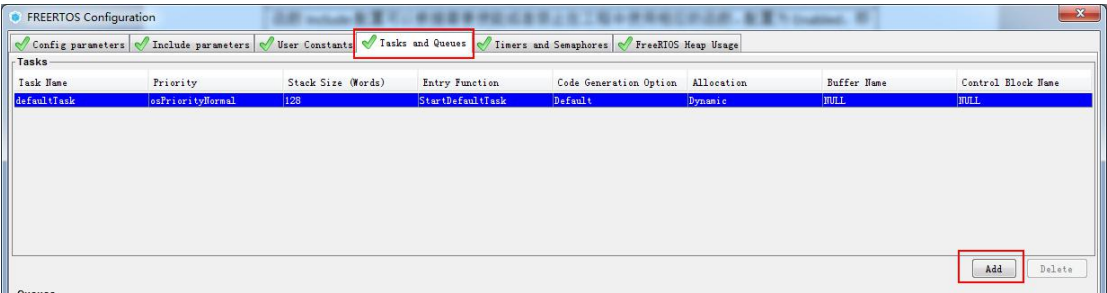 FREERTOS Configuration
Config parameters Include parameters User Constants Tasks and Queues Timers and Semaphores FreeRTOS Heap Usage
Tasks
Task Name Priority Stack Size (Words) Entry Function Code Generation Option Allocation Buffer Name Control Block Name
defaultTask osPriorityNormal 128 StartDefaultTask Default Dynamic NULL NULL
Add Delete
Queues